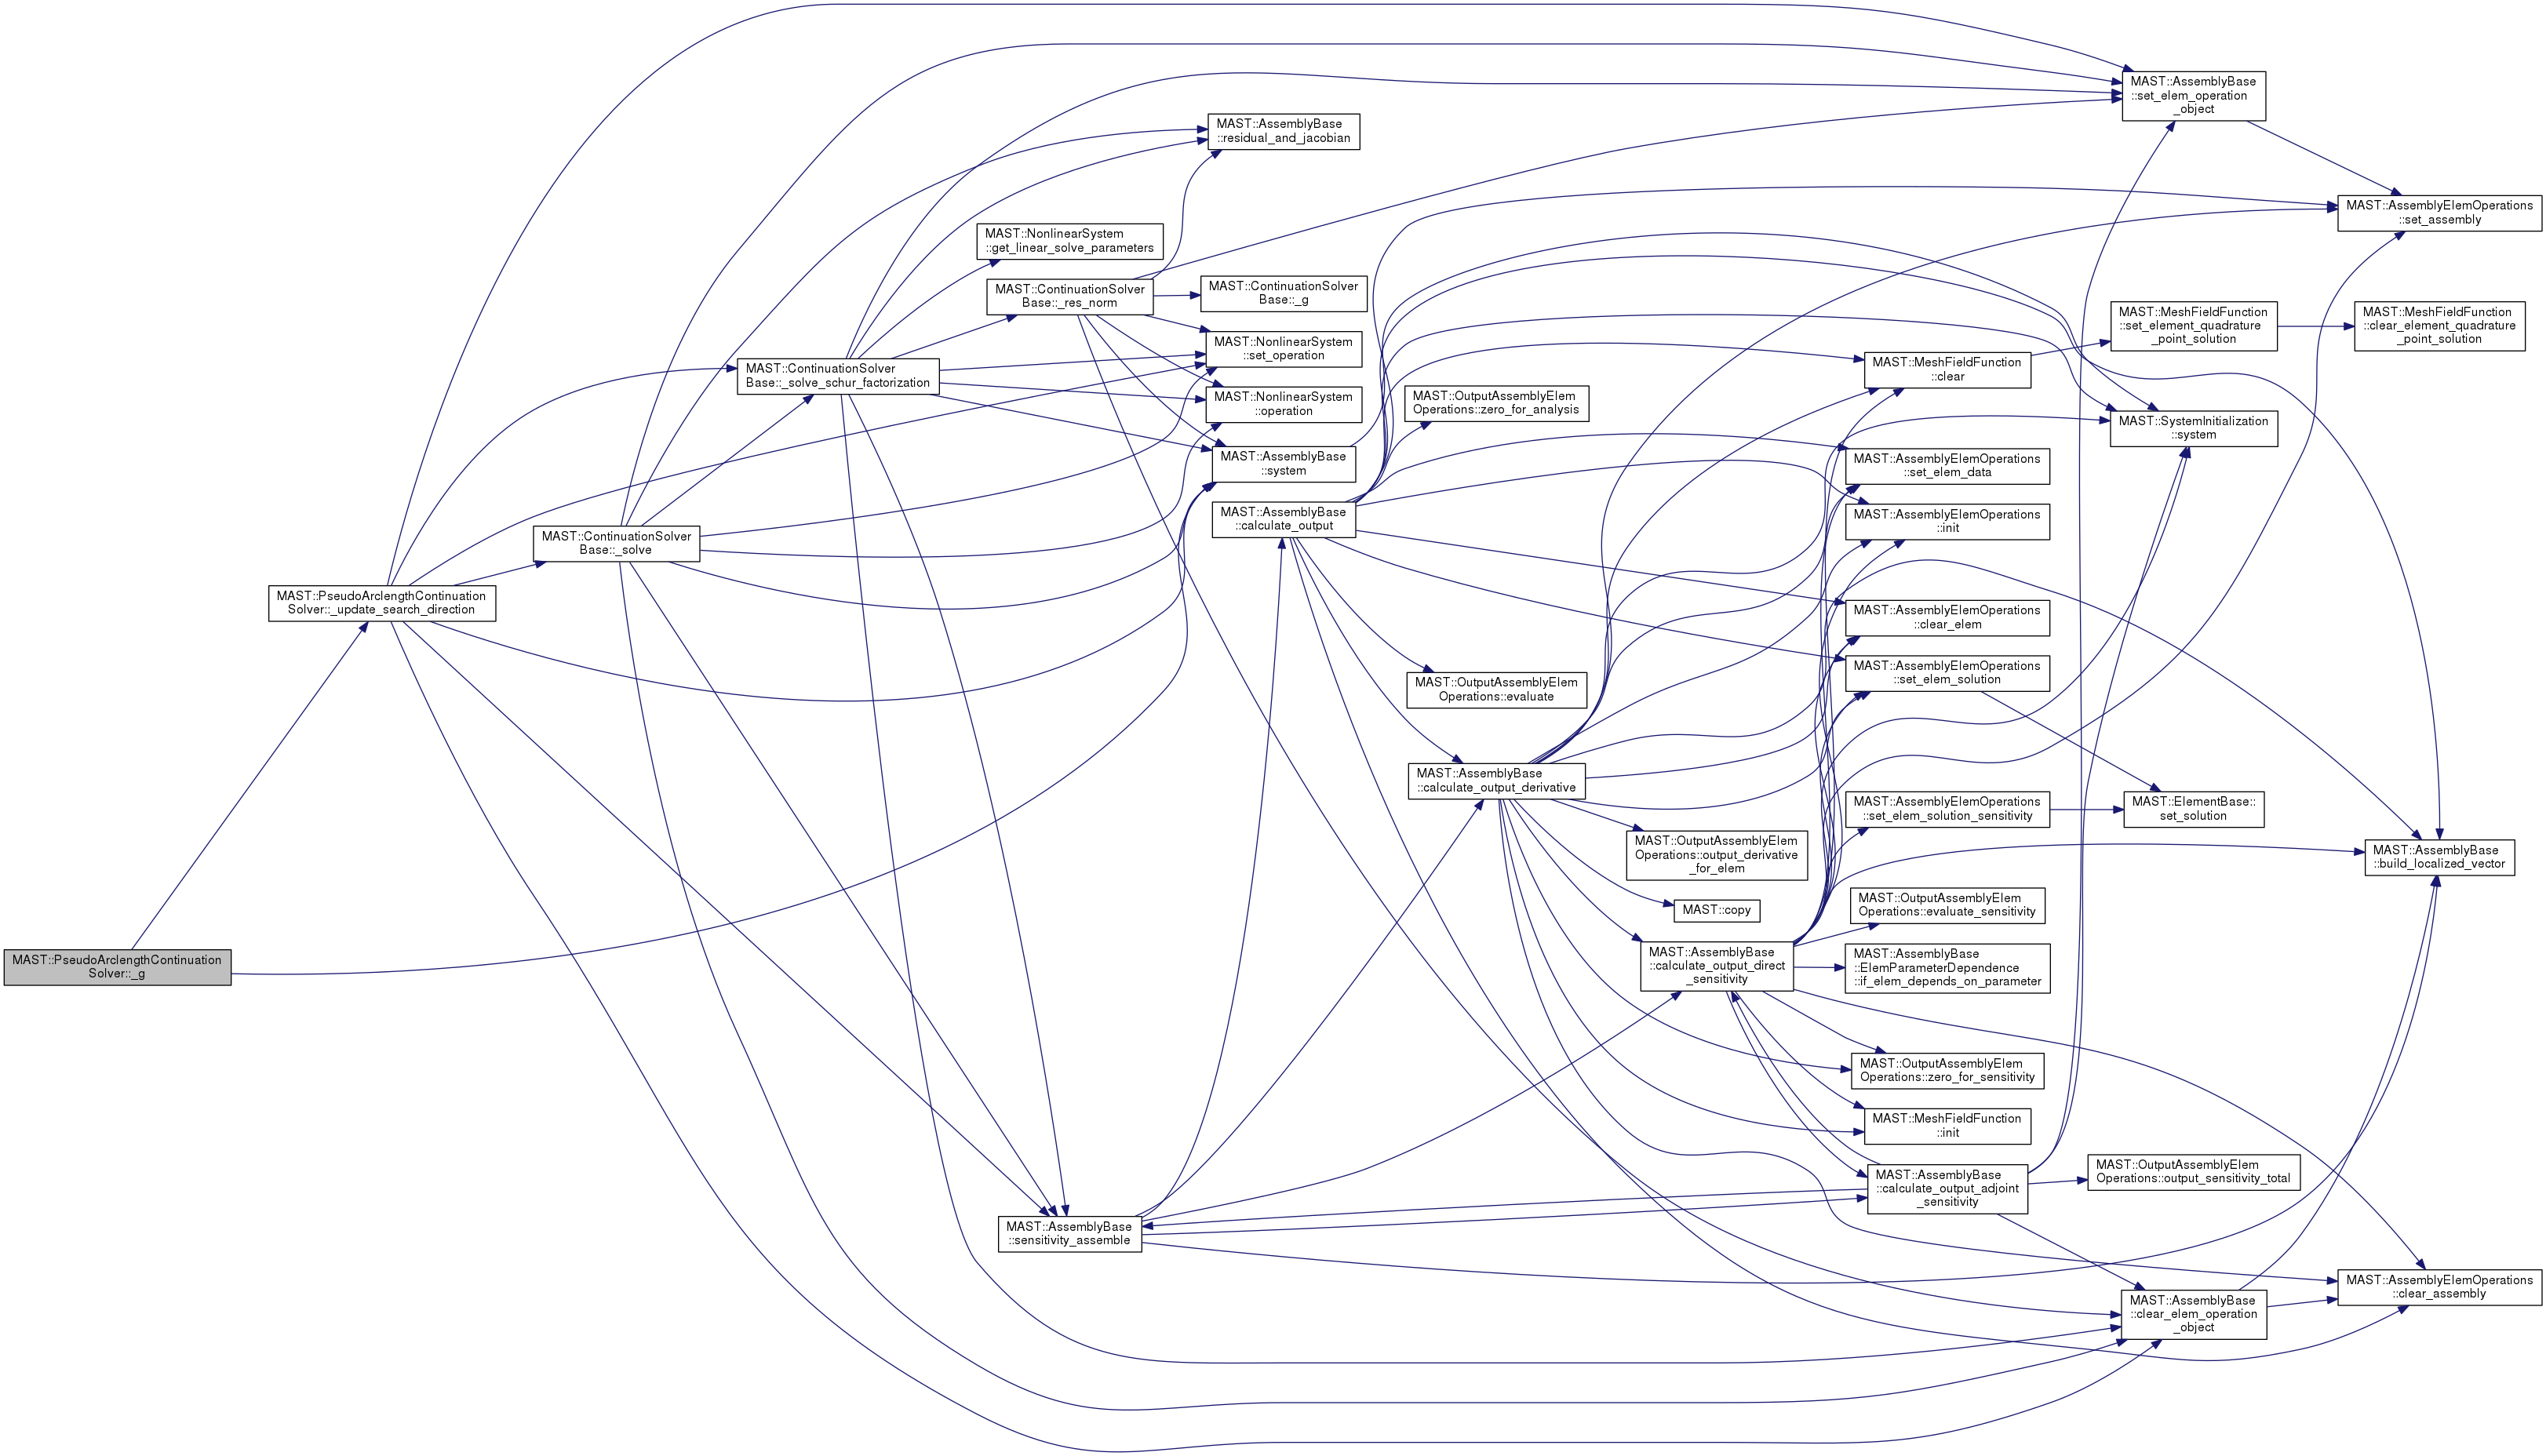 MAST::PseudoArclengthContinuation
Solver::_g
MAST::PseudoArclengthContinuation
Solver::_update_search_direction
MAST::ContinuationSolver
Base::_solve
MAST::ContinuationSolver
Base::_solve_schur_factorization
MAST::NonlinearSystem
::get_linear_solve_parameters
MAST::ContinuationSolver
Base::_res_norm
MAST::AssemblyBase
::sensitivity_assemble
MAST::AssemblyBase
::residual_and_jacobian
MAST::ContinuationSolver
Base::_g
MAST::NonlinearSystem
::set_operation
MAST::NonlinearSystem
::operation
MAST::AssemblyBase
::system
MAST::AssemblyBase
::calculate_output
MAST::OutputAssemblyElem
Operations::zero_for_analysis
MAST::OutputAssemblyElem
Operations::evaluate
MAST::AssemblyBase
::calculate_output_derivative
MAST::OutputAssemblyElem
Operations::output_derivative
_for_elem
MAST::copy
MAST::AssemblyBase
::calculate_output_direct
_sensitivity
MAST::MeshFieldFunction
::clear
MAST::AssemblyElemOperations
::set_elem_data
MAST::AssemblyElemOperations
::init
MAST::AssemblyElemOperations
::clear_elem
MAST::AssemblyElemOperations
::set_elem_solution
MAST::AssemblyElemOperations
::set_elem_solution_sensitivity
MAST::OutputAssemblyElem
Operations::evaluate_sensitivity
MAST::AssemblyBase
::ElemParameterDependence
::if_elem_depends_on_parameter
MAST::OutputAssemblyElem
Operations::zero_for_sensitivity
MAST::MeshFieldFunction
::init
MAST::AssemblyBase
::calculate_output_adjoint
_sensitivity
MAST::AssemblyBase
::set_elem_operation
_object
MAST::MeshFieldFunction
::set_element_quadrature
_point_solution
MAST::SystemInitialization
::system
MAST::ElementBase::
set_solution
MAST::OutputAssemblyElem
Operations::output_sensitivity_total
MAST::AssemblyBase
::clear_elem_operation
_object
MAST::AssemblyElemOperations
::set_assembly
MAST::MeshFieldFunction
::clear_element_quadrature
_point_solution
MAST::AssemblyBase
::build_localized_vector
MAST::AssemblyElemOperations
::clear_assembly